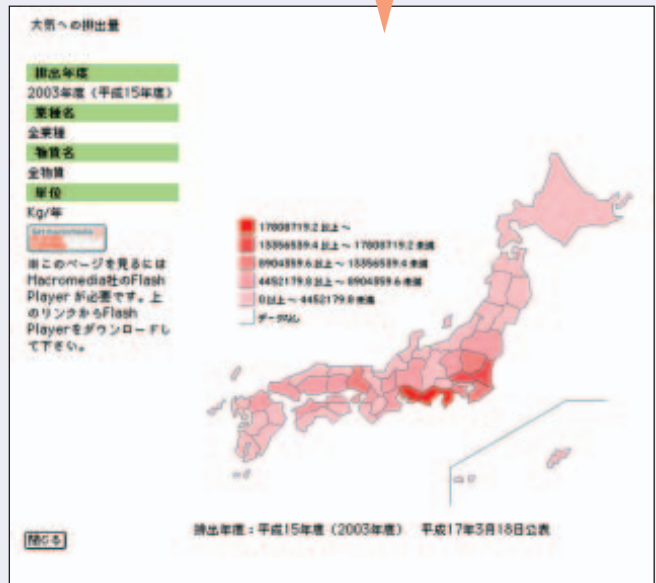 大気への排出量
排出年度
2003年度（平成15年度）
業種名
全業種
物質名
全物質
単位
Kg/年
※このページを見るには
Macromedia社のFlash
Player が必要です。上
のリンクからFlash
Playerをダウンロードし
て下さい。
17808719.2 以上～
13356539.4 以上～ 17808719.2 未満
8904359.6 以上～ 13356539.4 未満
4452179.8 以上～ 8904359.6 未満
0 以上～ 4452179.8 未満
データなし
排出年度：平成15年度（2003年度） 平成17年3月18日公表
閉じる